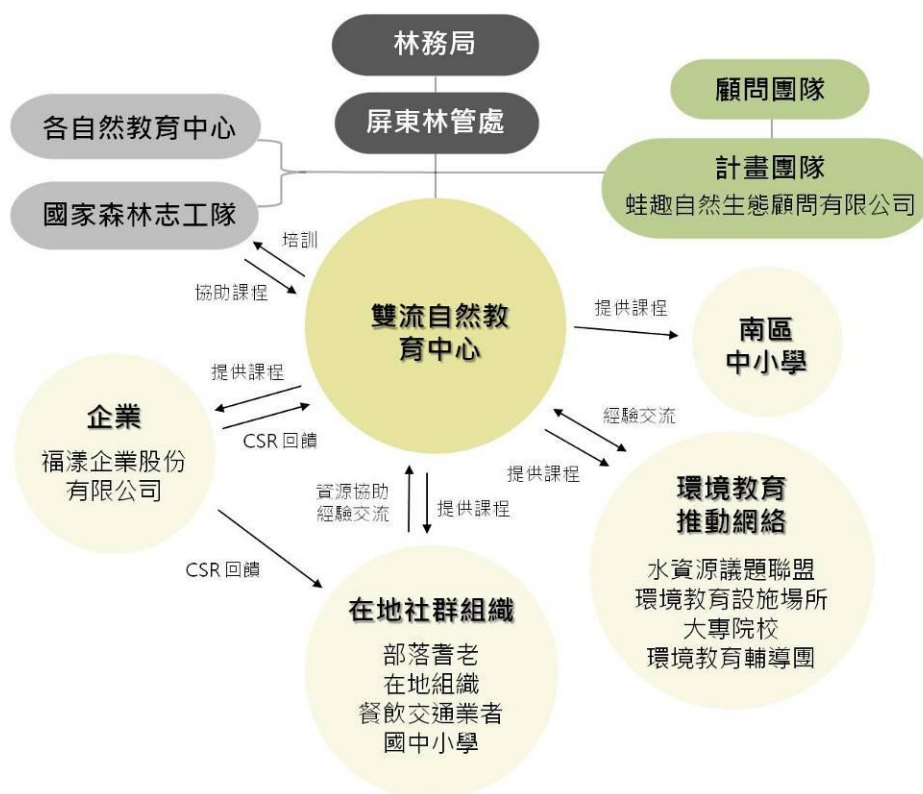 林務局
屏東林管處
顧問團隊
計畫團隊
蛙趣自然生態顧問有限公司
各自然教育中心
國家森林志工隊
培訓
協助課程
雙流自然教
育中心
提供課程
南區
中小學
提供課程
CSR 回饋
企業
福漾企業股份
有限公司
經驗交流
提供課程
資源協助
經驗交流
提供課程
環境教育
推動網絡
水資源議題聯盟
環境教育設施場所
大專院校
環境教育輔導團
CSR 回饋
在地社群組織
部落耆老
在地組織
餐飲交通業者
國中小學